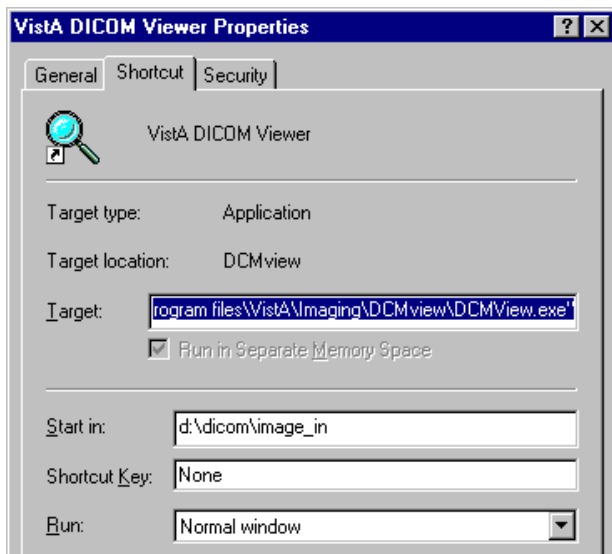 VistA DICOM Viewer Properties ? X
General Shortcut Security
VistA DICOM Viewer
Target type: Application
Target location: DCMview
Target: rogram files\VistA\Imaging\DCMview\DCMView.exe"
Run in Separate Memory Space
Start in: d:\dicom\image_in
Shortcut Key: None
Run: Normal window